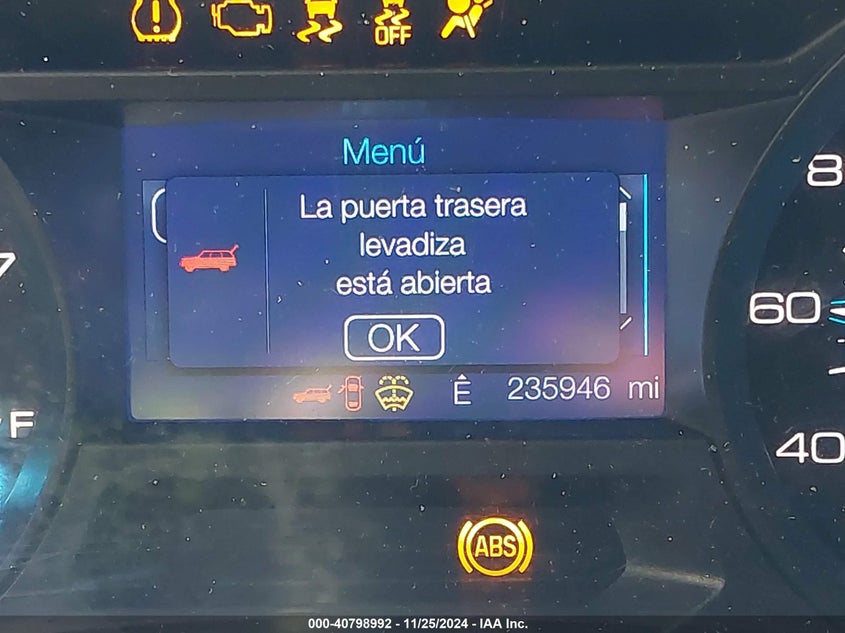 OFF
Menú
La puerta trasera
levadiza
está abierta
OK
Ê 235946 mi
F
60
40
ABS
000-40798992 - 11/25/2024 - IAA Inc.